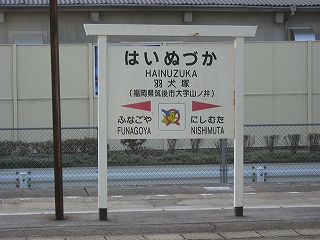 はいぬづか
HAINUZUKA
羽犬塚
(福岡県筑後市大字山ノ井)
ふなごや にしむた
FUNAGOYA NISHIMUTA